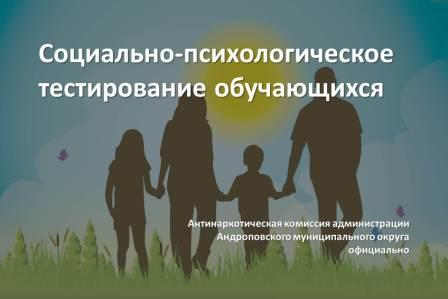 Социально-психологическое
тестирование обучающихся
Антинаркотическая комиссия администрации
Андроповского муниципального округа
официально